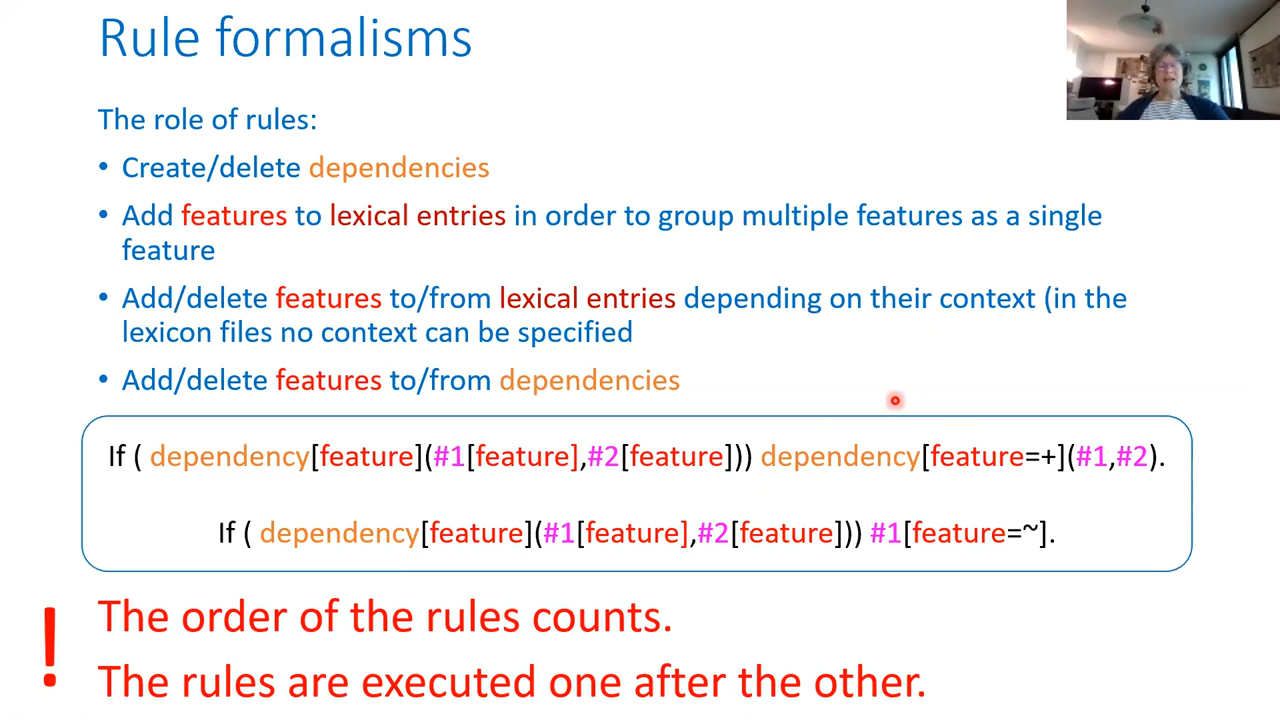 Rule formalisms
The role of rules:
• Create/delete dependencies
• Add features to lexical entries in order to group multiple features as a single
feature
• Add/delete features to/from lexical entries depending on their context (in the
lexicon files no context can be specified
• Add/delete features to/from dependencies
If ( dependency[feature](#1[feature],#2[feature])) dependency[feature=+](#1,#2).
If ( dependency[feature](#1[feature],#2[feature])) #1[feature=~].
! The order of the rules counts.
The rules are executed one after the other.